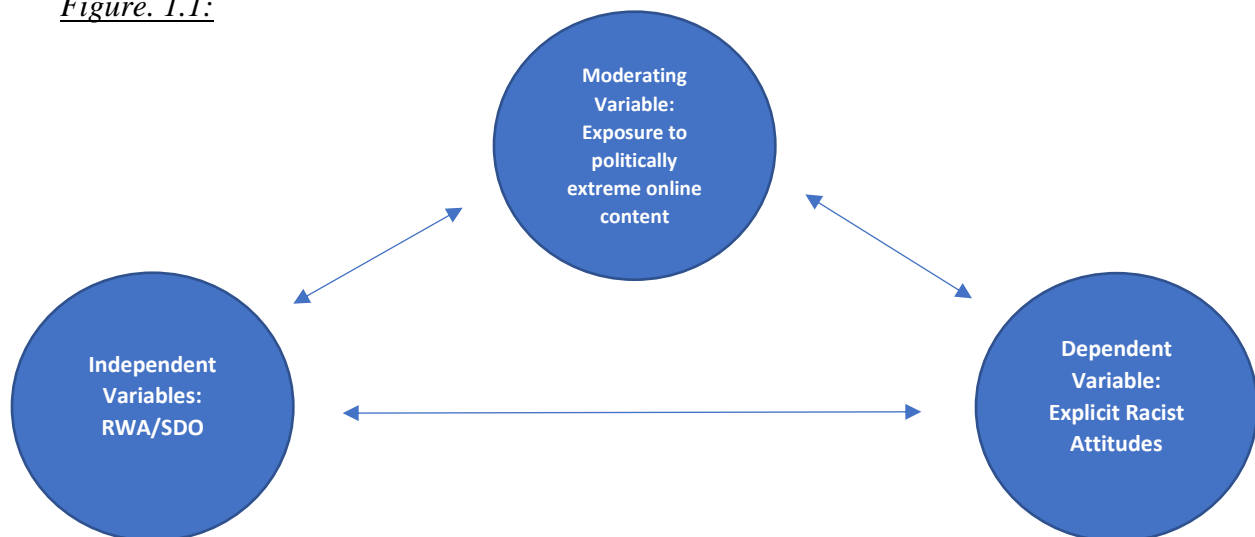 Figure. 1.1:
Moderating
Variable:
Exposure to
politically
extreme online
content
Independent
Variables:
RWA/SDO
Dependent
Variable:
Explicit Racist
Attitudes